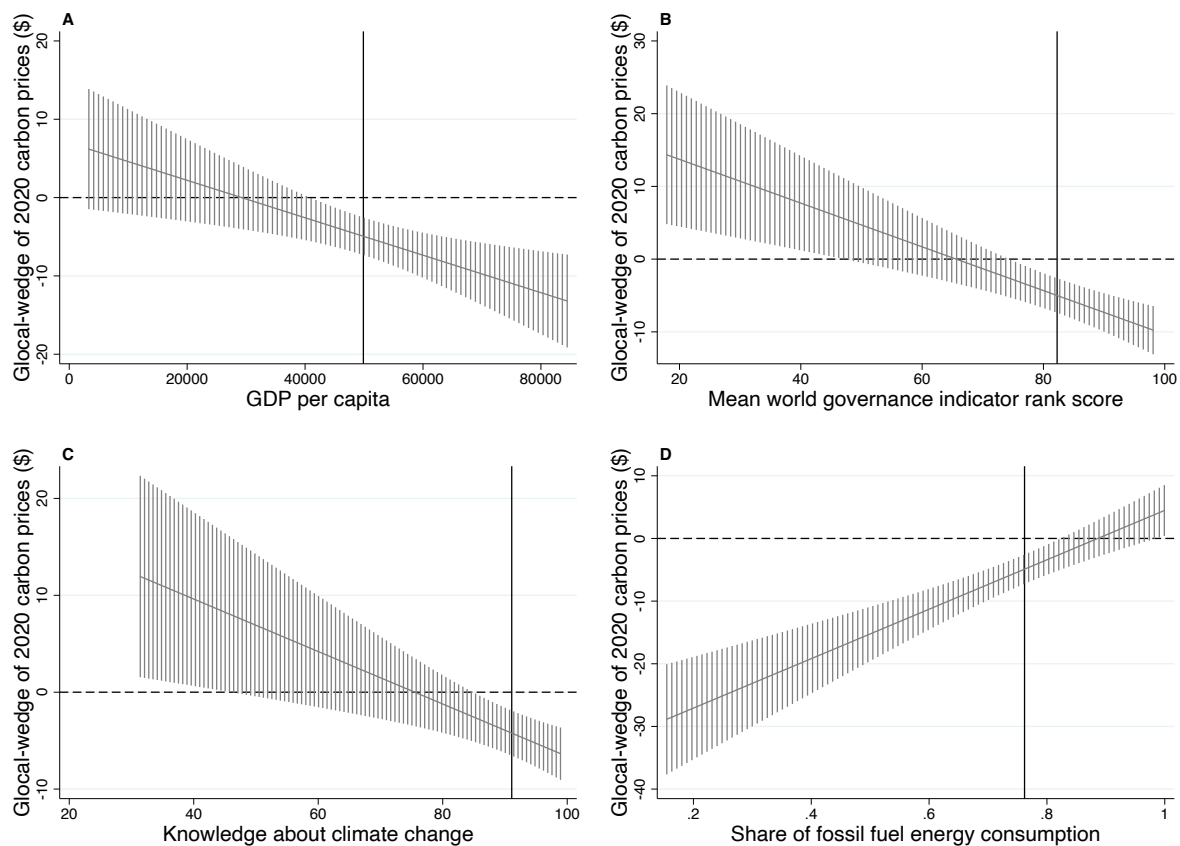 A
Glocal-wedge of 2020 carbon prices ($)
20
10
0
-10
-20
0 20000 40000 60000 80000
GDP per capita
B
Glocal-wedge of 2020 carbon prices ($)
30
20
10
0
-10
20 40 60 80 100
Mean world governance indicator rank score
C
Glocal-wedge of 2020 carbon prices ($)
20
10
0
-10
20 40 60 80 100
Knowledge about climate change
D
Glocal-wedge of 2020 carbon prices ($)
10
0
-10
-20
-30
-40
.2 .4 .6 .8 1
Share of fossil fuel energy consumption